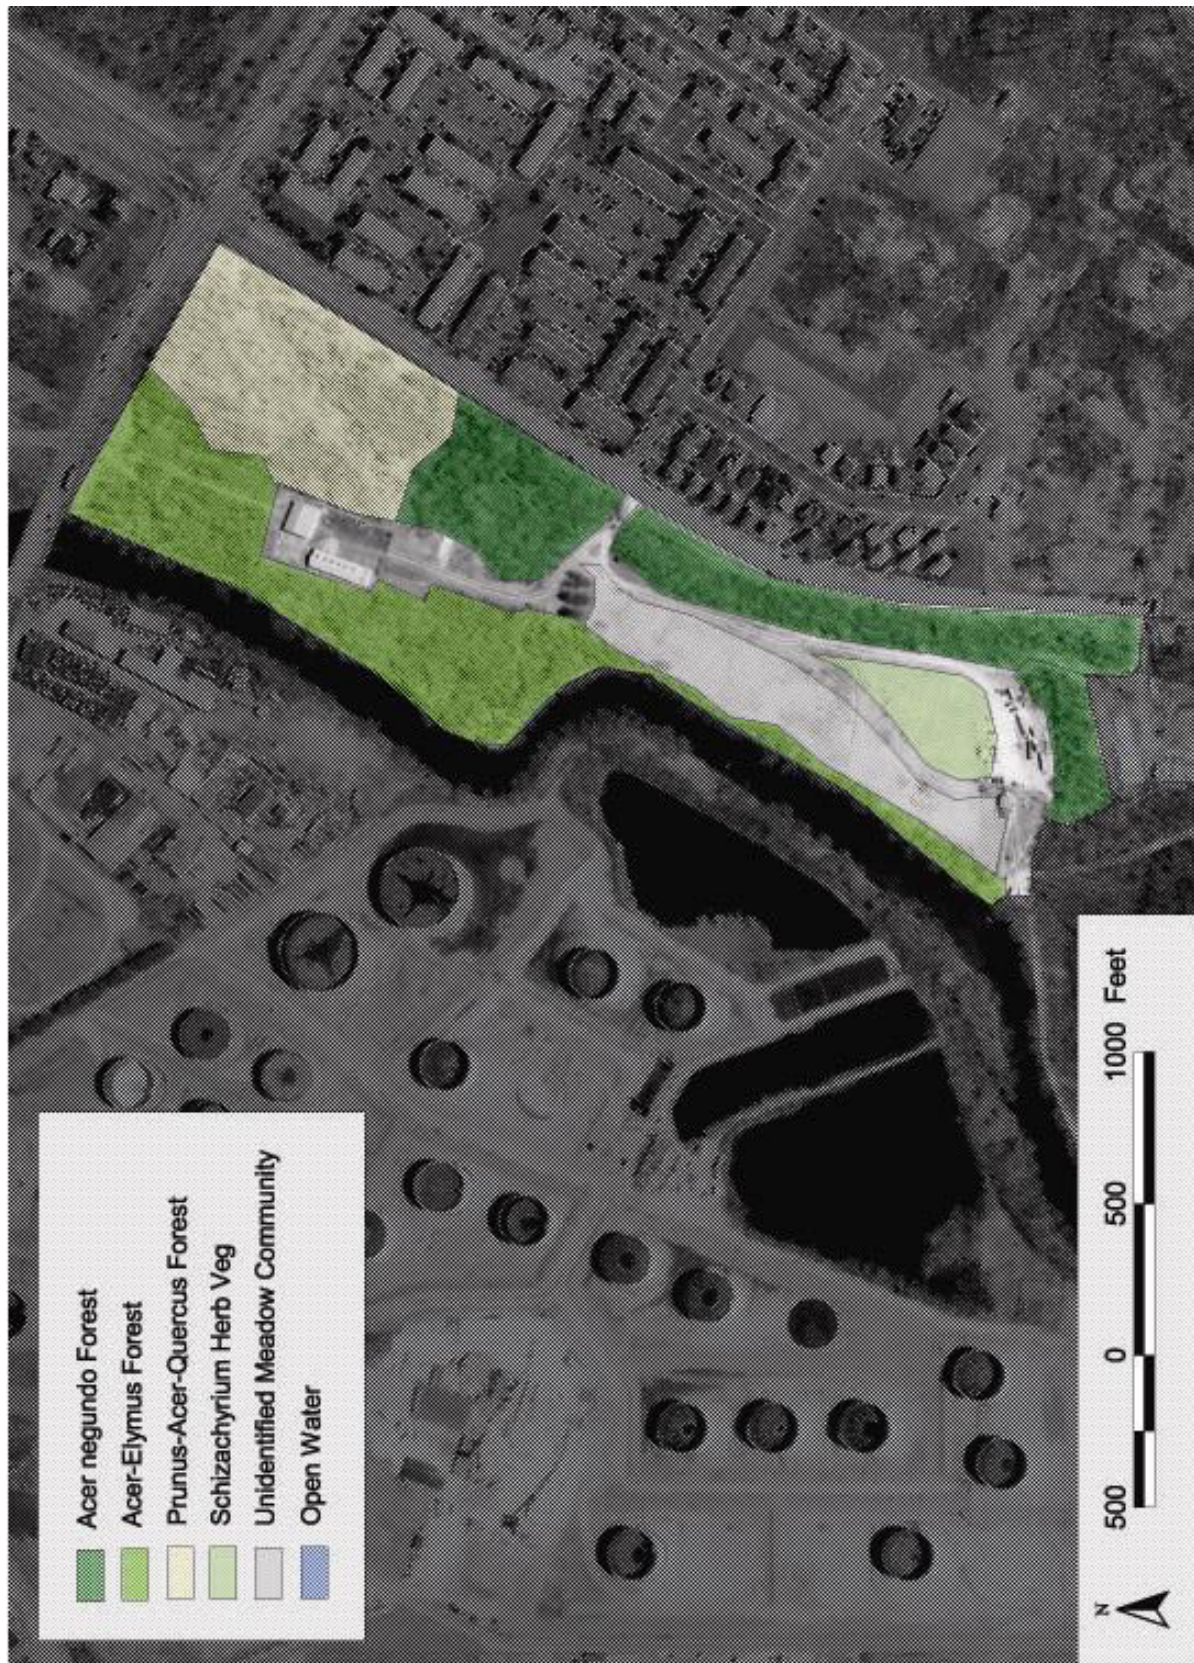 Acer negundo Forest
Acer-Elymus Forest
Prunus-Acer-Quercus Forest
Schizachyrium Herb Veg
Unidentified Meadow Community
Open Water
N
500 0 500 1000 Feet